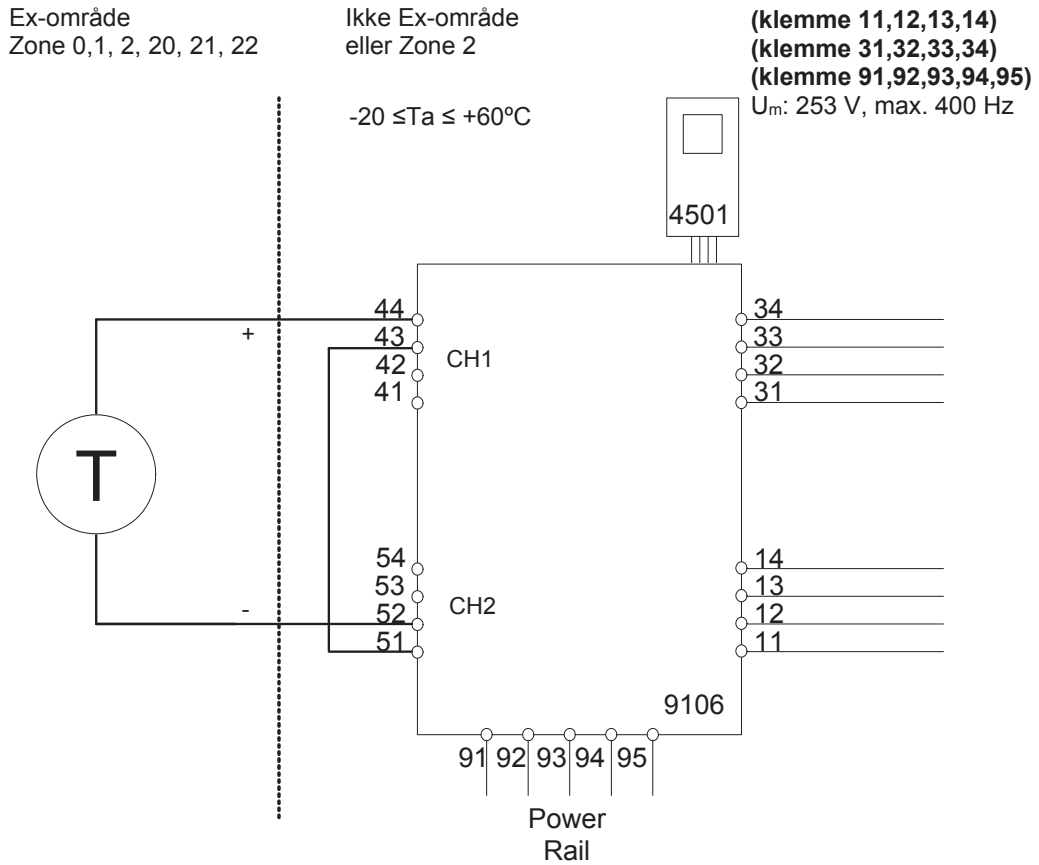 Ex-område
Zone 0,1, 2, 20, 21, 22
Ikke Ex-område
eller Zone 2
-20 ≤Ta ≤ +60ºC
(klemme 11,12,13,14)
(klemme 31,32,33,34)
(klemme 91,92,93,94,95)
Um: 253 V, max. 400 Hz
4501
44
43
42
41
CH1
+
T
-
54
53
52
51
CH2
34
33
32
31
14
13
12
11
9106
91 92 93 94 95
Power
Rail